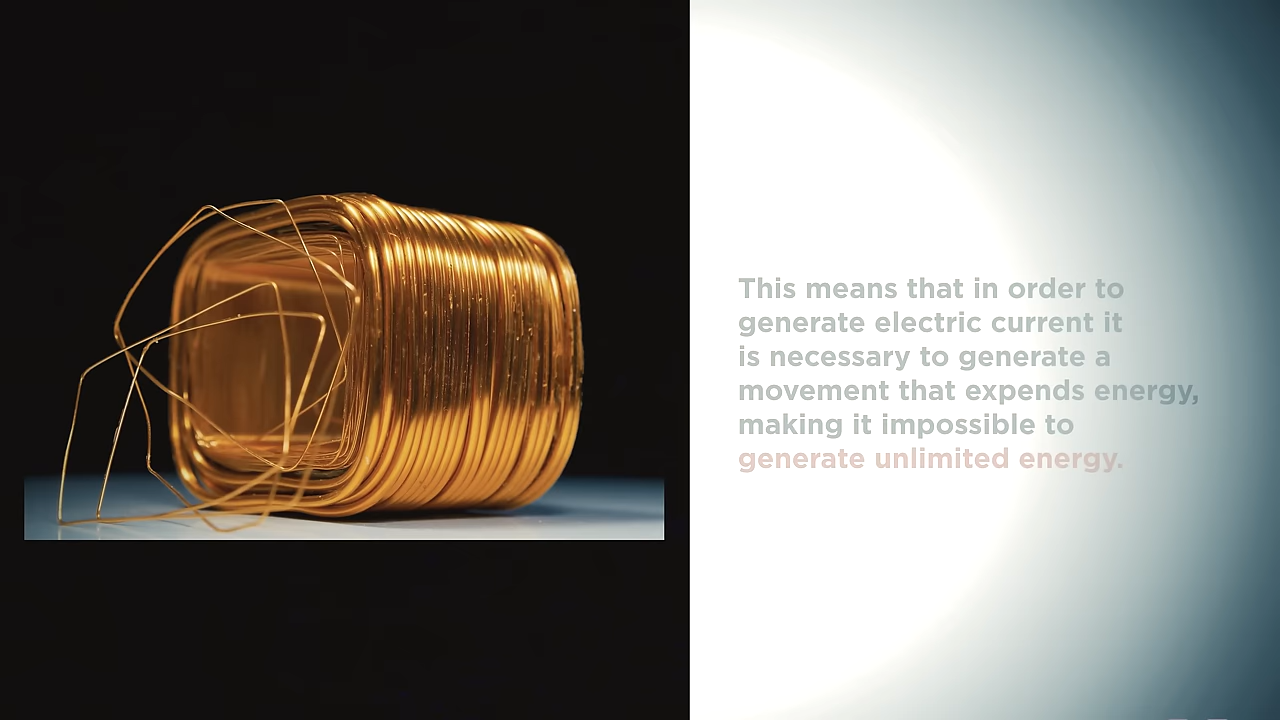 This means that in order to
generate electric current it
is necessary to generate a
movement that expends energy,
making it impossible to
generate unlimited energy.